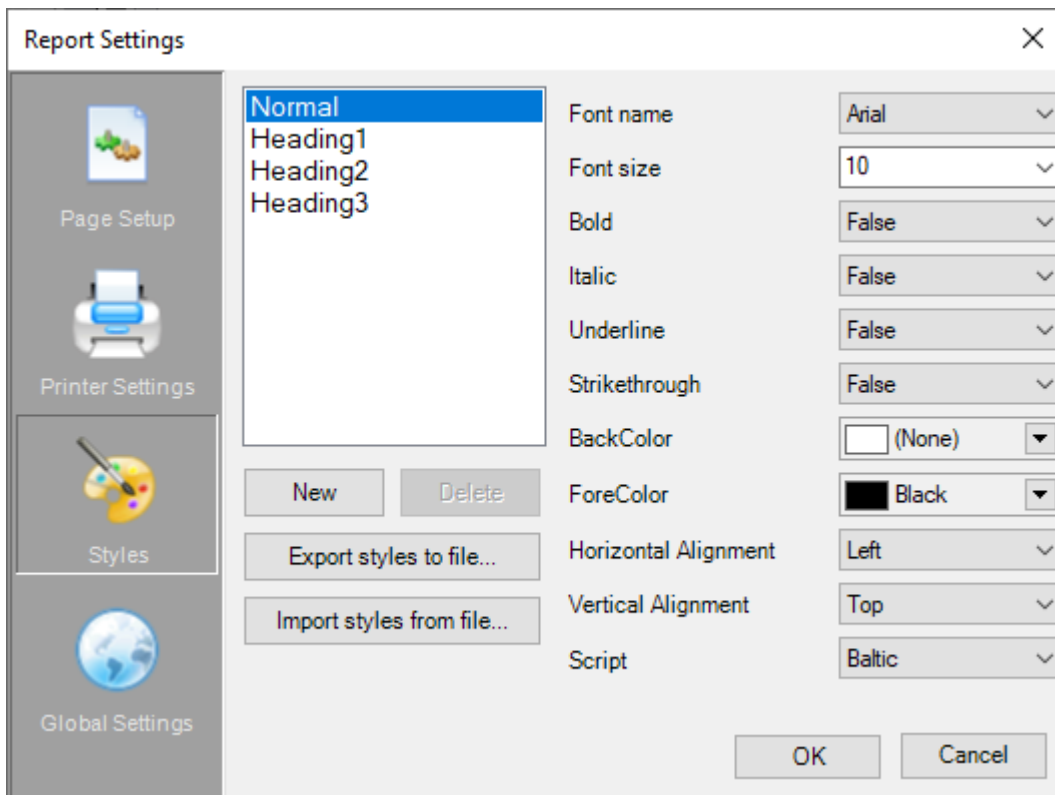 Report Settings
Page Setup
Printer Settings
Styles
Global Settings
Normal
Heading1
Heading2
Heading3
New
Delete
Export styles to file...
Import styles from file...
Font name
Arial
Font size
10
Bold
False
Italic
False
Underline
False
Strikethrough
False
BackColor
(None)
ForeColor
Black
Horizontal Alignment
Left
Vertical Alignment
Top
Script
Baltic
OK
Cancel